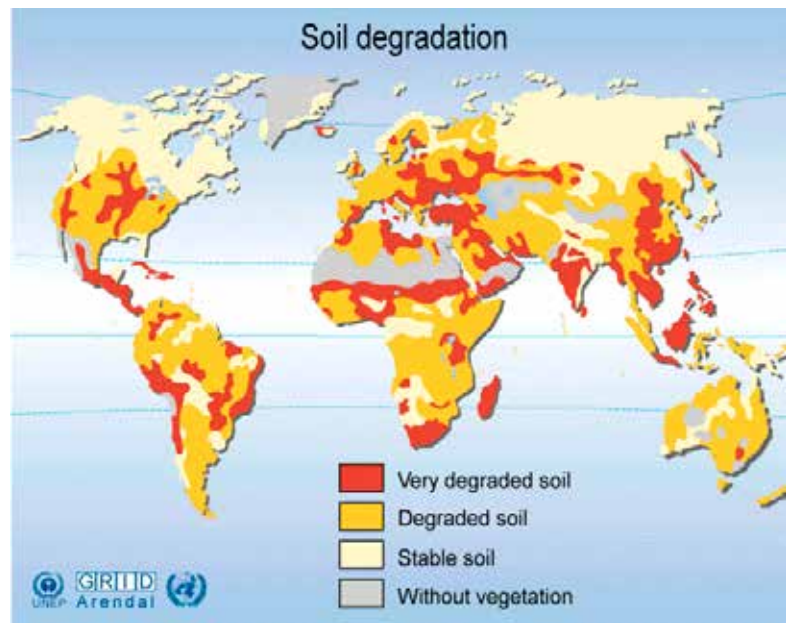 Soil degradation
Very degraded soil
Degraded soil
Stable soil
Without vegetation
UNEP
GRID
Arendal